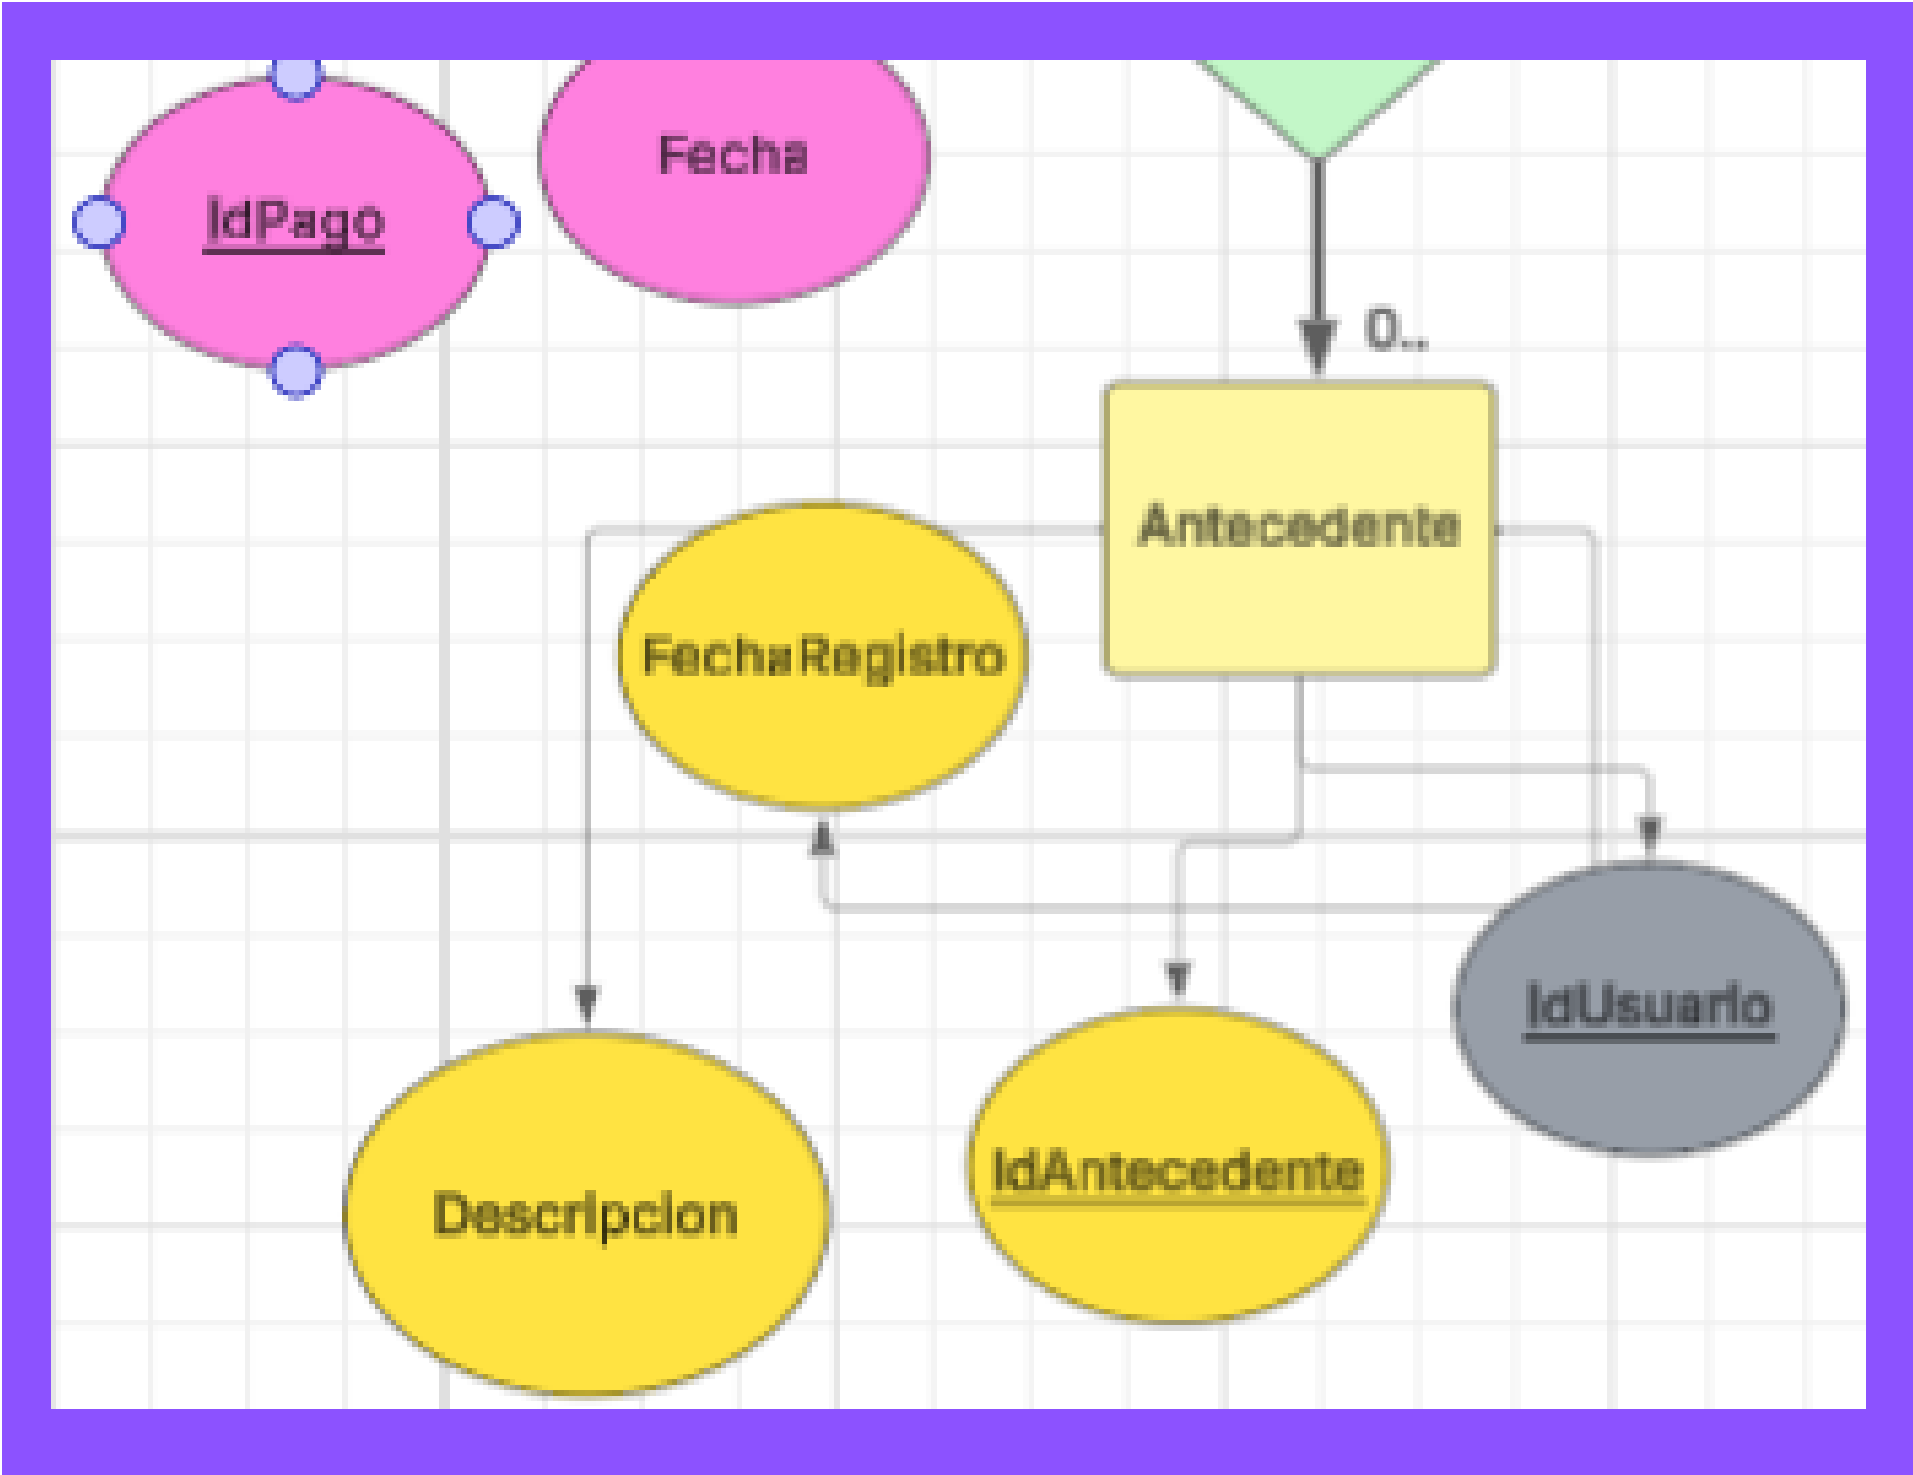 Fecha
IdPago
0..
Antecedente
FechaRegistro
IdUsuario
IdAntecedente
Descripcion